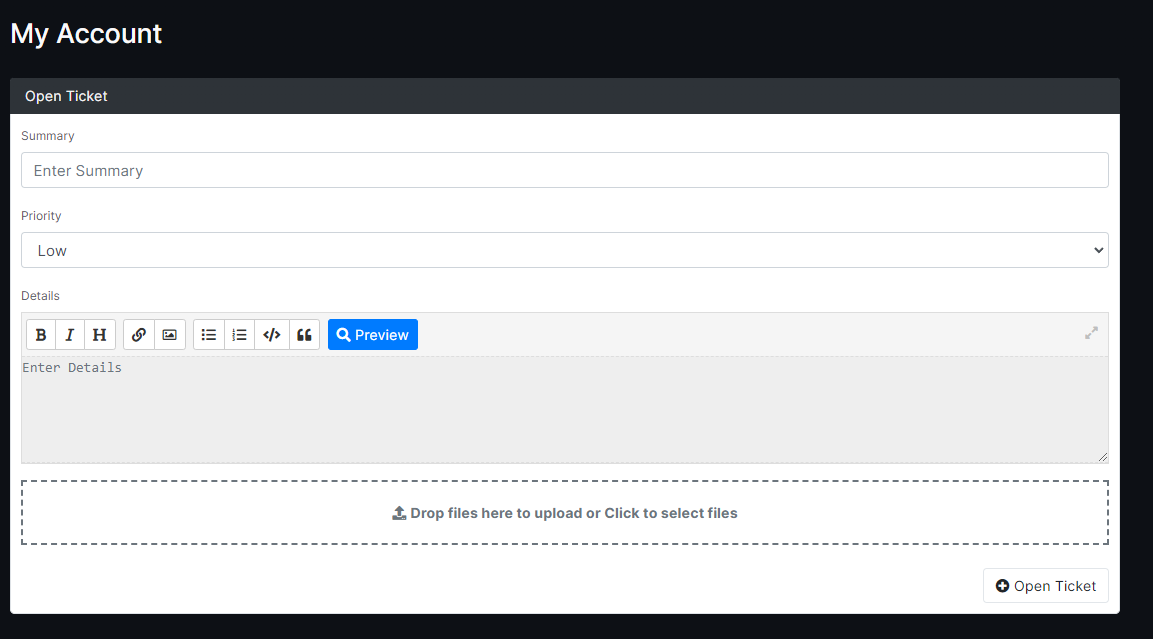 My Account
Open Ticket
Summary
Enter Summary
Priority
Low
Details
B I H Preview
Enter Details
Drop files here to upload or Click to select files
Open Ticket